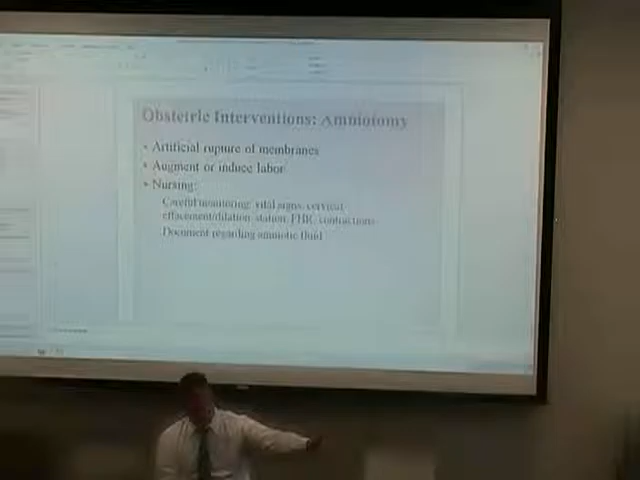 Obstetric Interventions: Amniotomy
• Artificial rupture of membranes
• Augment or induce labor
• Nursing:
Careful monitoring: vital signs, cervical
effacement/dilation, station, FHR, contractions
Document regarding amniotic fluid